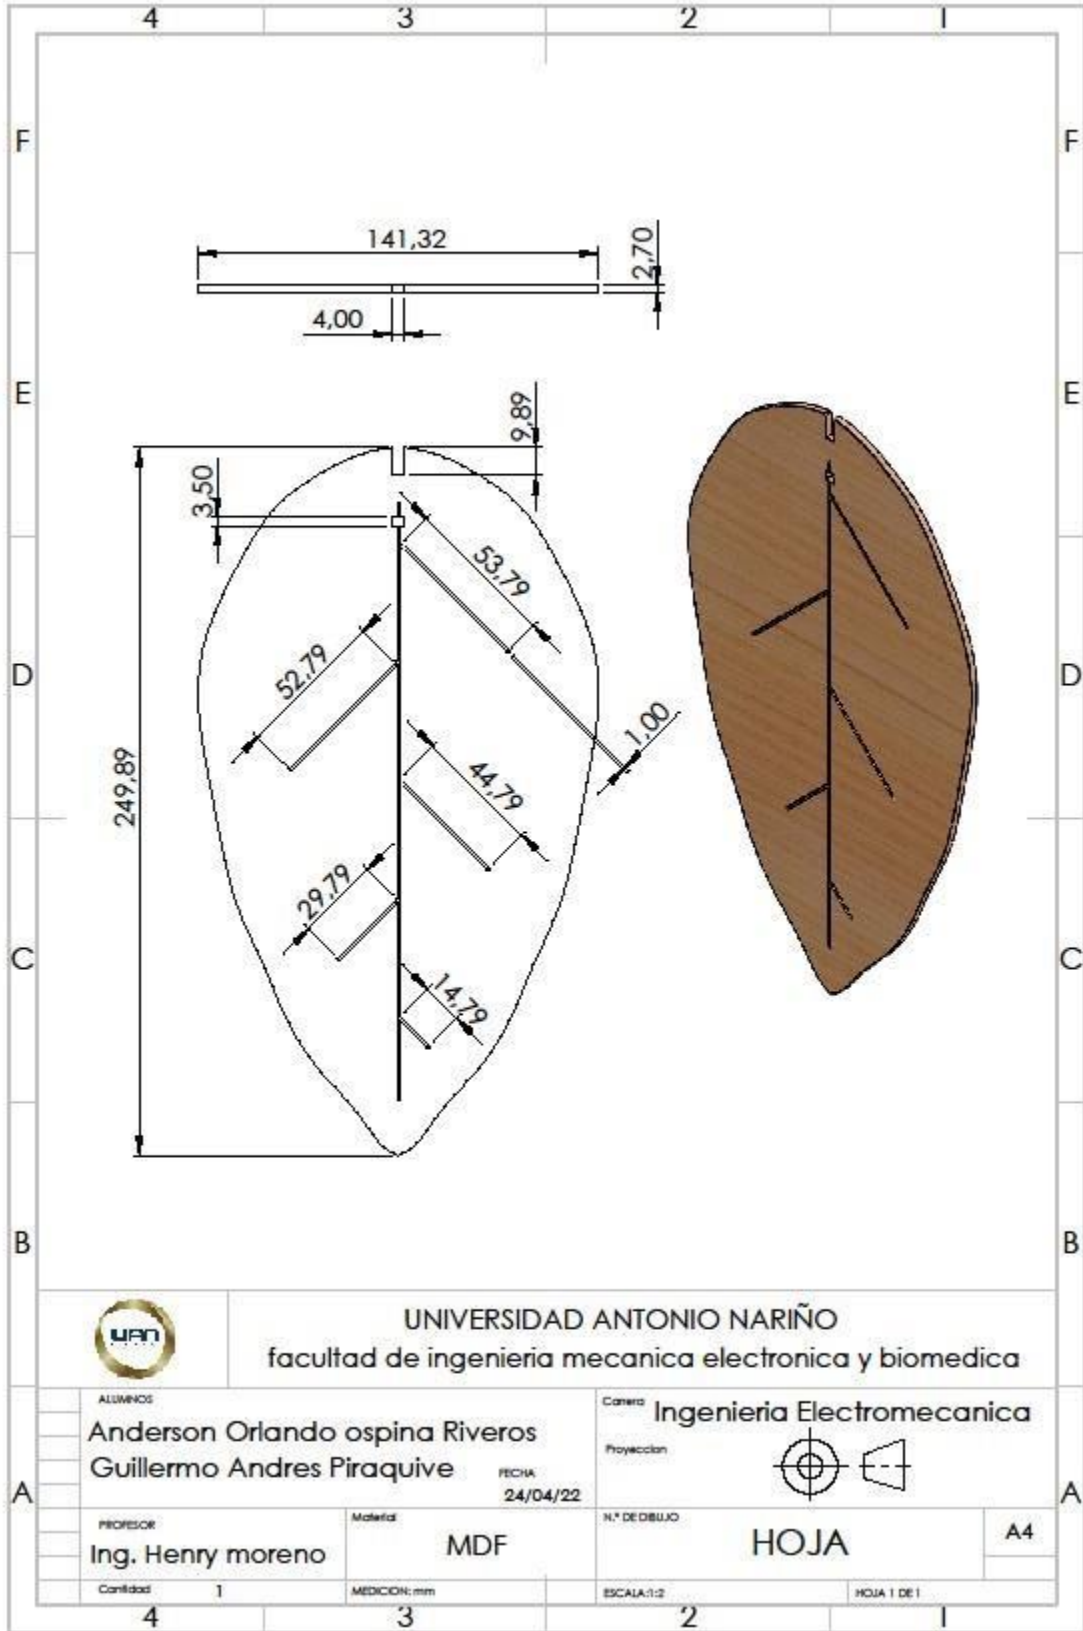 4 3 2 1
F F
141,32
2,70
4,00
E E
9,89
3,50
53,79
52,79
D D
1,00
44,79
249,89
29,79
C C
14,79
B B
UAN
UNIVERSIDAD ANTONIO NARIÑO
facultad de ingenieria mecanica electronica y biomedica
ALUMNOS
Anderson Orlando ospina Riveros
Guillermo Andres Piraquive
FECHA
24/04/22
Carrera Ingenieria Electromecanica
Proyeccion
A A
PROFESOR
Ing. Henry moreno
Material
MDF
N.º DE DIBUJO
HOJA
A4
Cantidad 1
MEDICION: mm
ESCALA:1:2
HOJA 1 DE 1
4 3 2 1